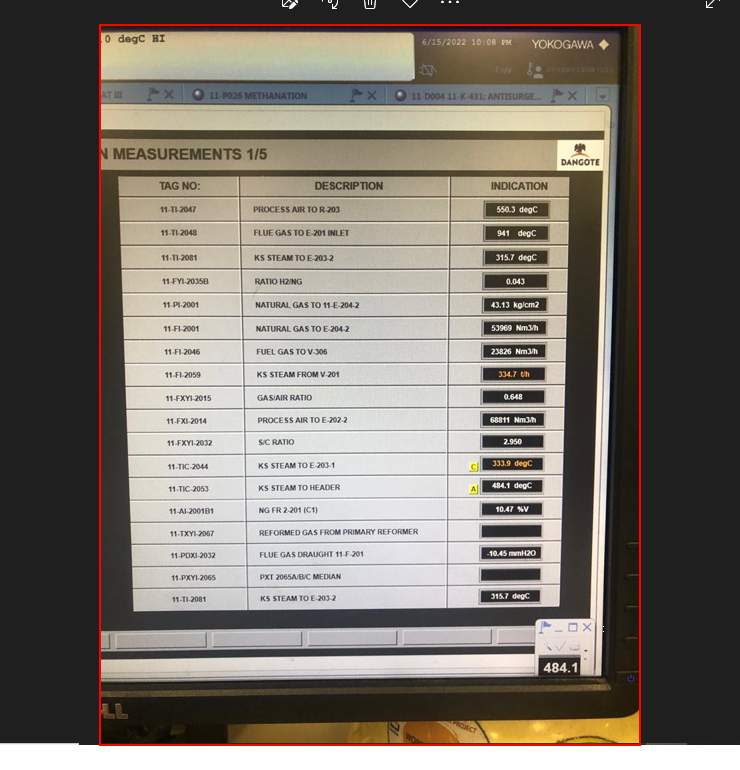 0 degC HI
6/15/2022 10:08 PM YOKOGAWA
Copy
AT III 11-P026 METHANATION 11-D004 11-K-431: ANTISURGE...
N MEASUREMENTS 1/5
DANGOTE
TAG NO: DESCRIPTION INDICATION
11-TI-2047 PROCESS AIR TO R-203 550.3 degC
11-TI-2048 FLUE GAS TO E-201 INLET 941 degC
11-TI-2081 KS STEAM TO E-203-2 315.7 degC
11-FYI-2035B RATIO H2/NG 0.043
11-PI-2001 NATURAL GAS TO 11-E-204-2 43.13 kg/cm2
11-FI-2001 NATURAL GAS TO E-204-2 53969 Nm3/h
11-FI-2046 FUEL GAS TO V-306 23826 Nm3/h
11-FI-2059 KS STEAM FROM V-201 334.7 t/h
11-FXYI-2015 GAS/AIR RATIO 0.648
11-FXI-2014 PROCESS AIR TO E-202-2 68811 Nm3/h
11-FXYI-2032 S/C RATIO 2.950
11-TIC-2044 KS STEAM TO E-203-1 C 333.9 degC
11-TIC-2053 KS STEAM TO HEADER A 484.1 degC
11-AI-2001B1 NG FR 2-201 (C1) 10.47 %V
11-TXYI-2067 REFORMED GAS FROM PRIMARY REFORMER
11-PDXI-2032 FLUE GAS DRAUGHT 11-F-201 -10.45 mmH2O
11-PXYI-2065 PXT 2065A/B/C MEDIAN
11-TI-2081 KS STEAM TO E-203-2 315.7 degC
484.1
LL
PROJECT